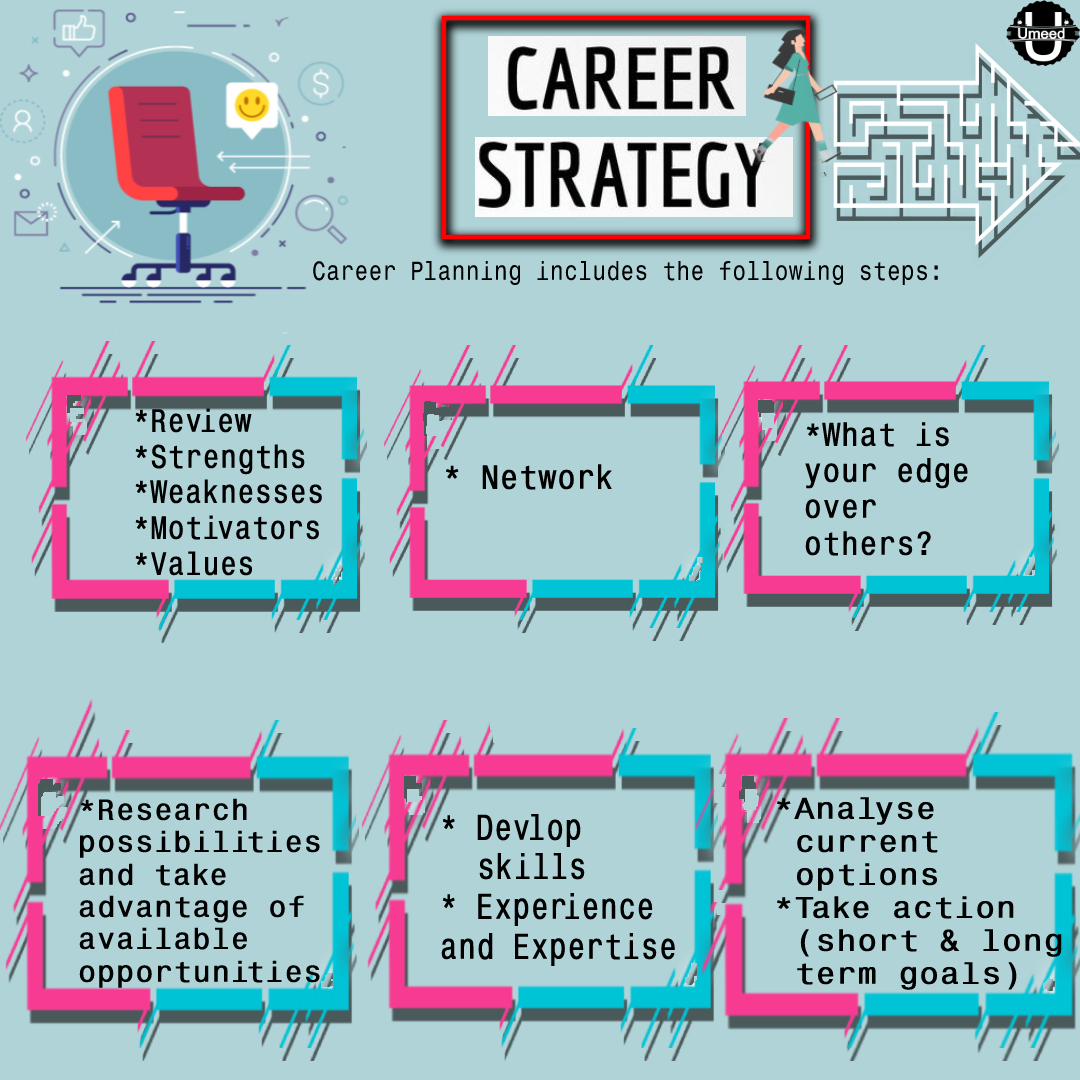 Umeed
CAREER
STRATEGY
Career Planning includes the following steps:
*Review
*Strengths
*Weaknesses
*Motivators
*Values
* Network
*What is
your edge
over
others?
*Research
possibilities
and take
advantage of
available
opportunities
* Devlop
skills
* Experience
and Expertise
*Analyse
current
options
*Take action
(short & long
term goals)